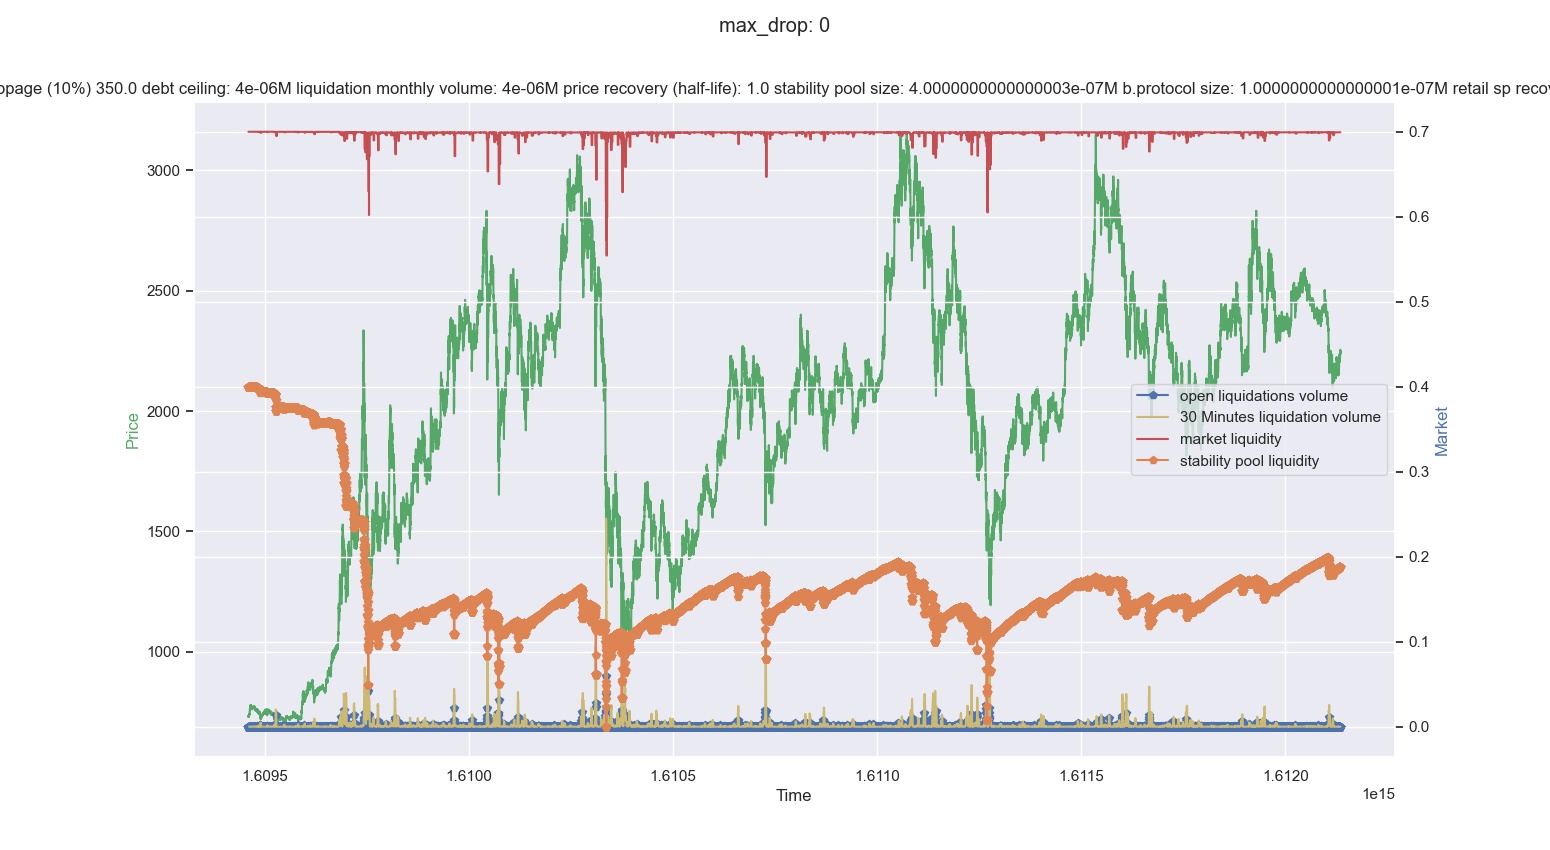 max_drop: 0
opage (10%) 350.0 debt ceiling: 4e-06M liquidation monthly volume: 4e-06M price recovery (half-life): 1.0 stability pool size: 4.0000000000000003e-07M b.protocol size: 1.0000000000000001e-07M retail sp recov
3000
2500
2000
1500
1000
Price
0.7
0.6
0.5
0.4
0.3
0.2
0.1
0.0
Market
open liquidations volume
30 Minutes liquidation volume
market liquidity
stability pool liquidity
1.6095
1.6100
1.6105
1.6110
1.6115
1.6120
Time
1e15